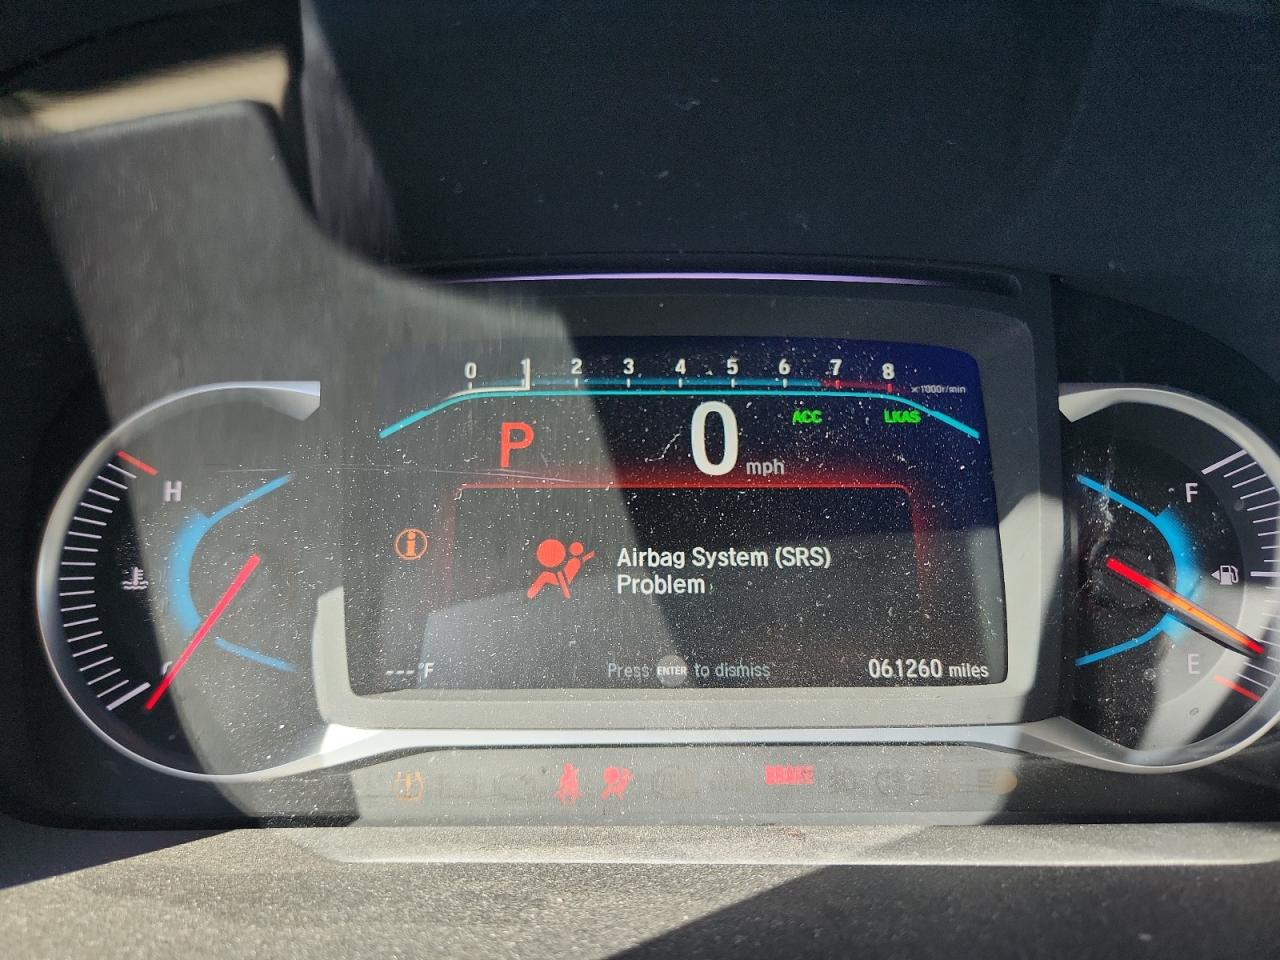 0 1 2 3 4 5 6 7 8
x1000r/min
P 0 mph ACC LKAS
H
F
Airbag System (SRS)
Problem
E
---°F
Press ENTER to dismiss
061260 miles
BRAKE